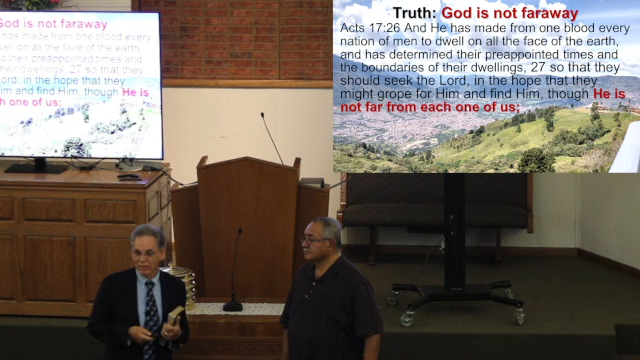 God is not faraway
has made from one blood every
well on all the face of the earth,
ed their preappointed times and
their dwellings, 27 so that they
Lord, in the hope that they
im and find Him, though He is
ch one of us;
Truth: God is not faraway
Acts 17:26 And He has made from one blood every
nation of men to dwell on all the face of the earth,
and has determined their preappointed times and
the boundaries of their dwellings, 27 so that they
should seek the Lord, in the hope that they
might grope for Him and find Him, though He is
not far from each one of us;